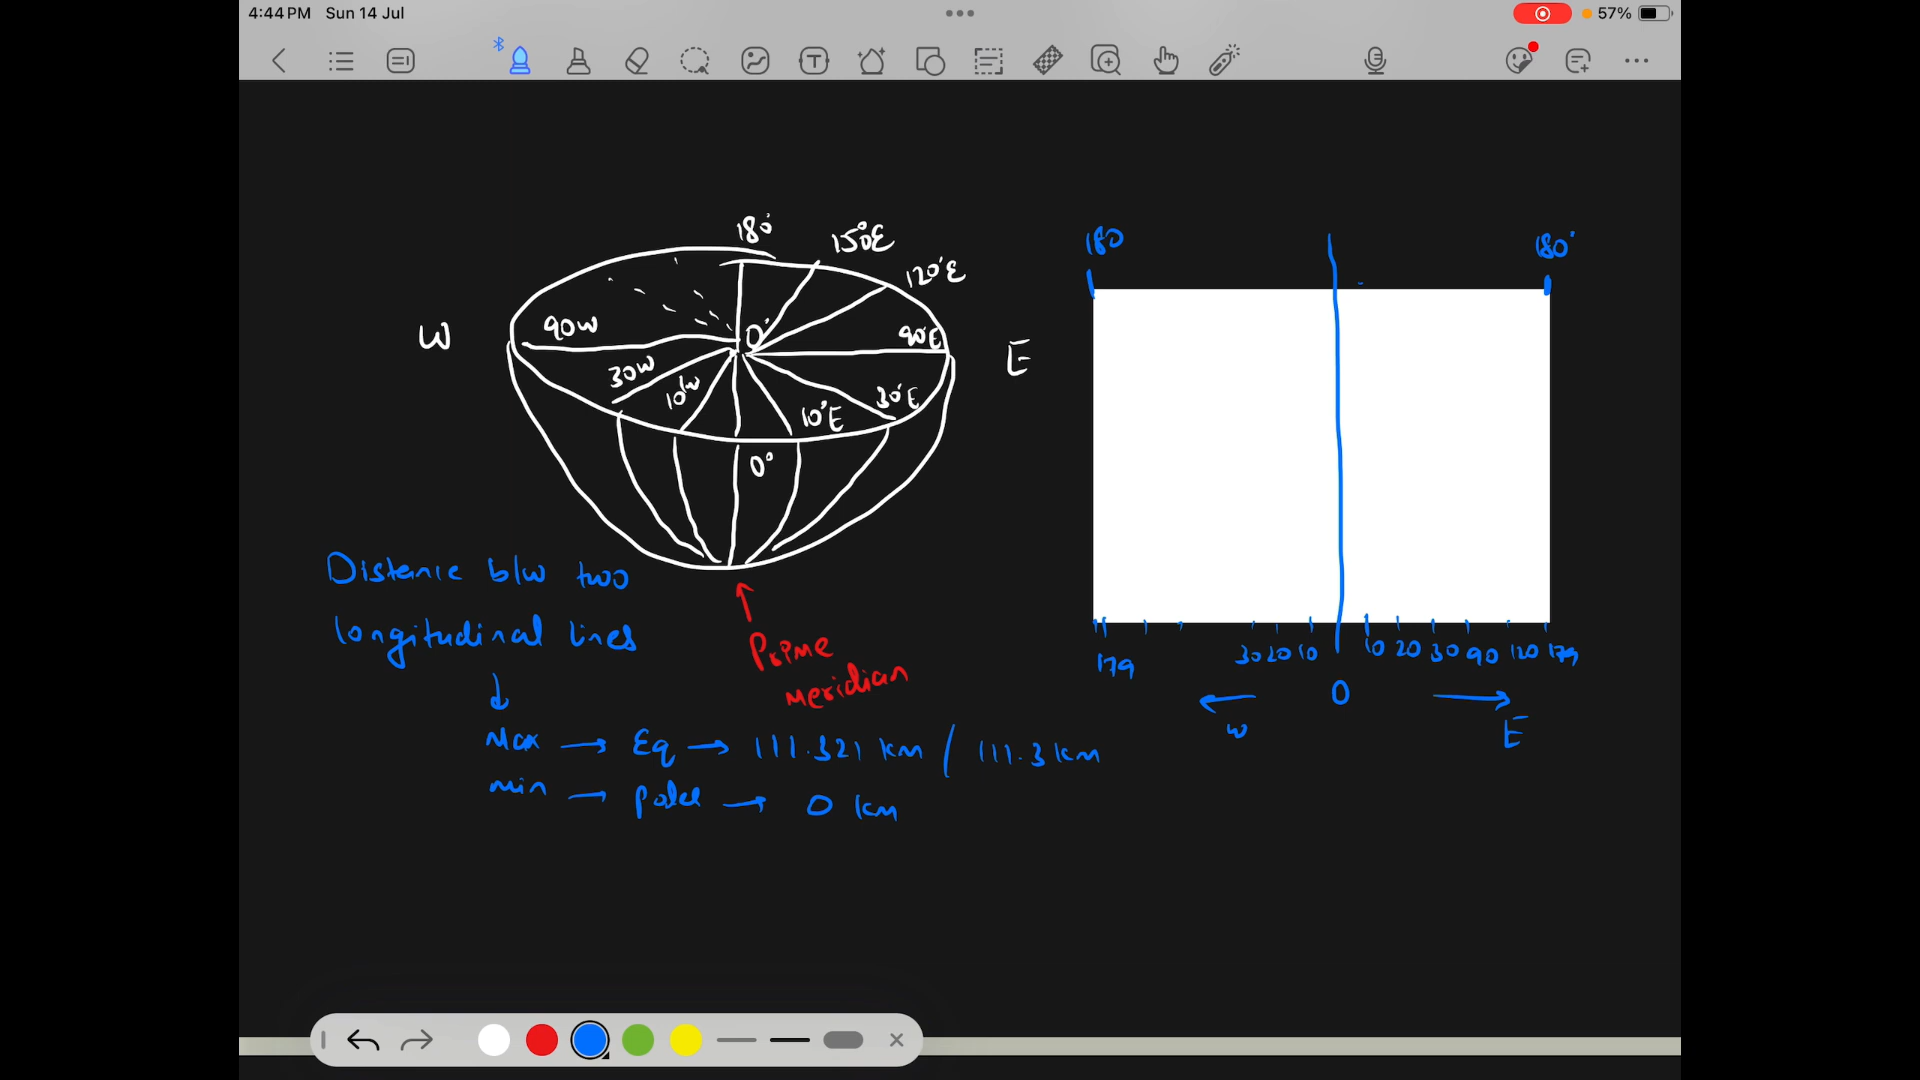 4:44 PM Sun 14 Jul
57%
180°
150°E
120°E
W
90W
0°
90°E
E
30W
10W
10°E
30°E
0°
Distance b/w two
longitudinal lines
Prime
meridian
Max → Eq → 111.321 km / 111.3 km
min → poles → 0 km
180
180°
179
30 20 10
10 20 30 90 120 179
0
W
E